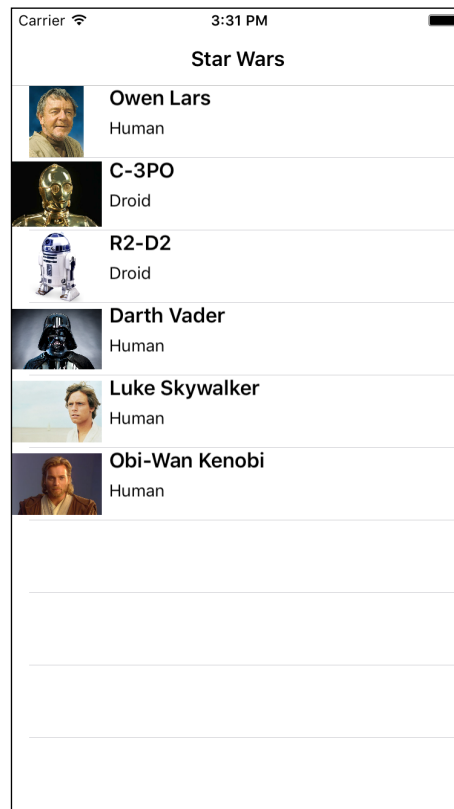 Carrier 3:31 PM
Star Wars
Owen Lars
Human
C-3PO
Droid
R2-D2
Droid
Darth Vader
Human
Luke Skywalker
Human
Obi-Wan Kenobi
Human